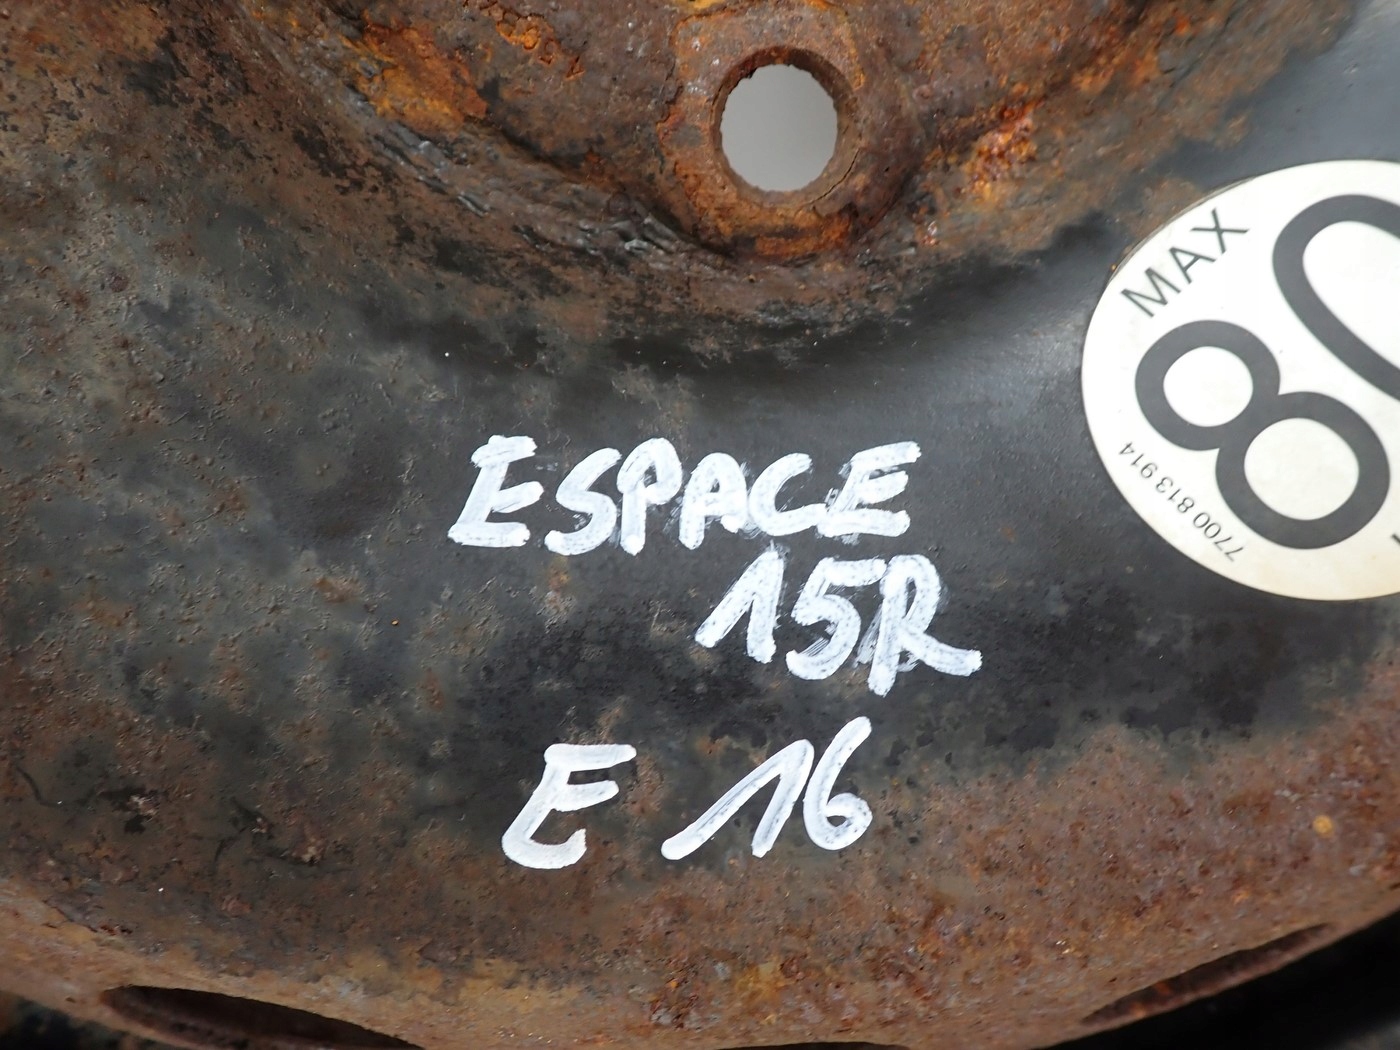 ESPACE
15R
E 16
MAX
80
7700 813 914